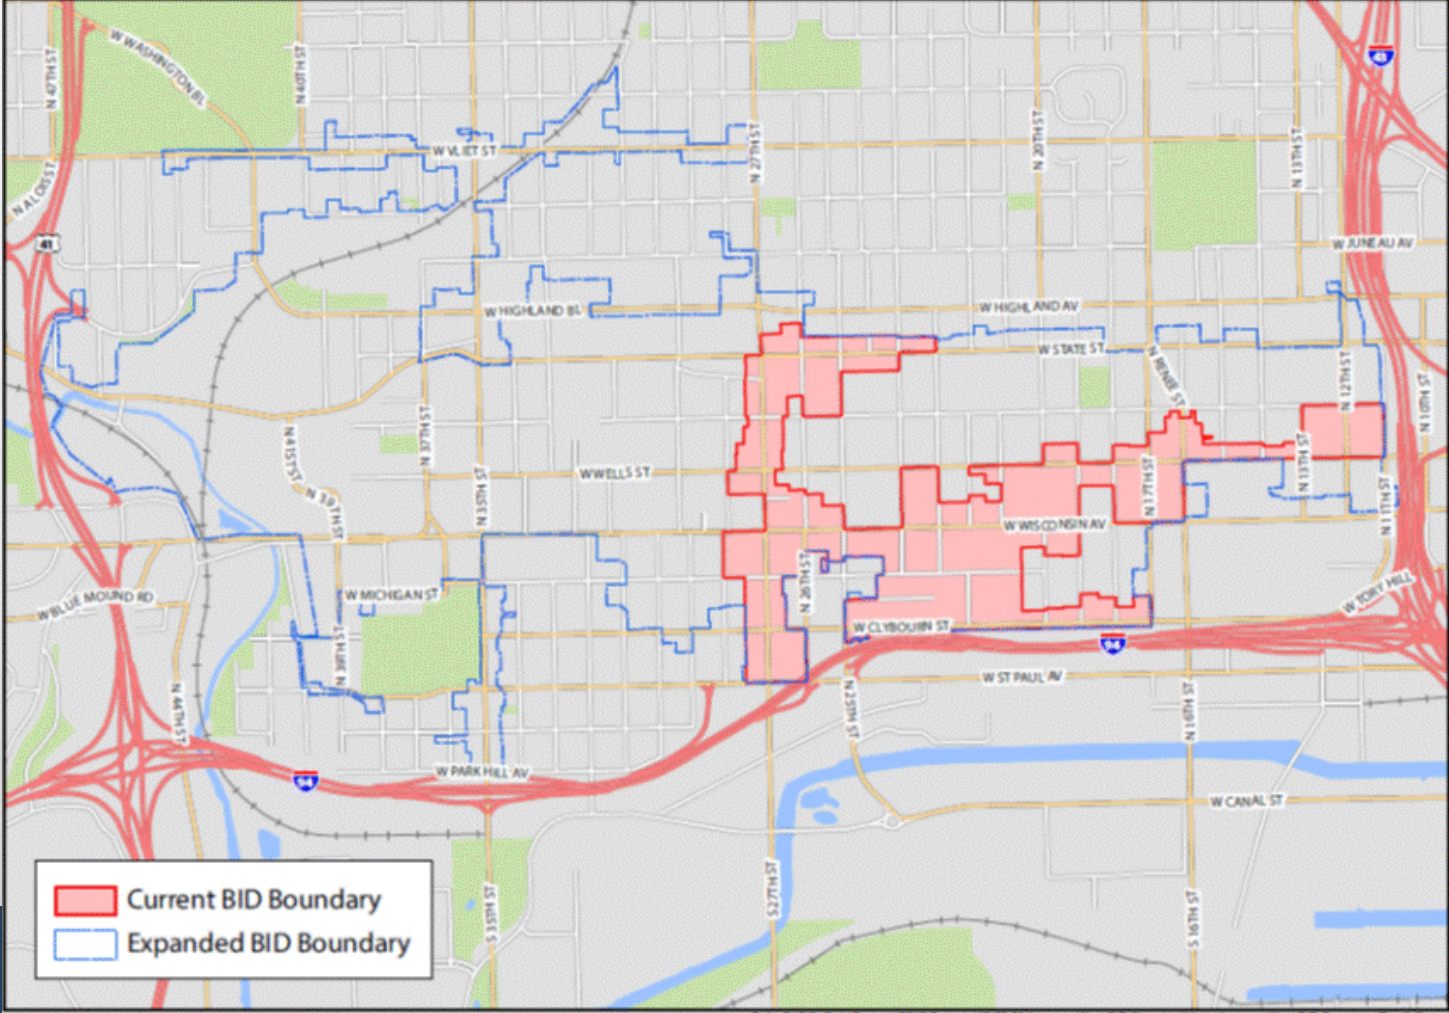 43
N 47TH ST
W WASHINGTON BL
N 40TH ST
W VLIET ST
N 27TH ST
N 20TH ST
N 13TH ST
N ALOIS ST
41
W JUNEAU AV
W HIGHLAND BL
W HIGHLAND AV
W STATE ST
N RENEE ST
N 12TH ST
N 10TH ST
N 37TH ST
N 41ST ST
N 39TH ST
N 35TH ST
W WELLS ST
N 17TH ST
N 13TH ST
N 11TH ST
W WISCONSIN AV
W BLUE MOUND RD
W MICHIGAN ST
N 26TH ST
W TORY HILL
W CLYBOURN ST
N 39TH ST
94
W ST PAUL AV
N 44TH ST
N 25TH ST
N 16TH ST
94
W PARK HILL AV
W CANAL ST
S 35TH ST
S 27TH ST
S 16TH ST
Current BID Boundary
Expanded BID Boundary